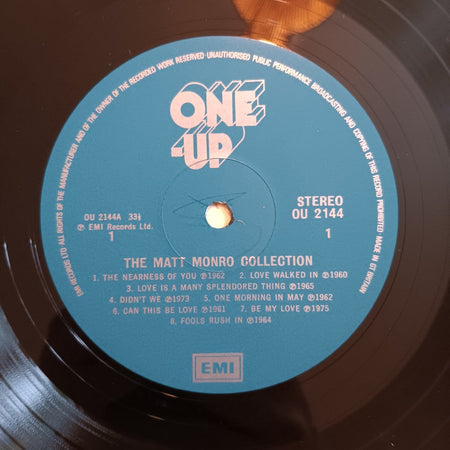 EMI RECORDS LTD ALL RIGHTS OF THE MANUFACTURER AND OF THE OWNER OF THE RECORDED WORK RESERVED·UNAUTHORISED PUBLIC PERFORMANCE BROADCASTING AND COPYING OF THIS RECORD PROHIBITED. MADE IN GT BRITAIN
ONE
-UP
OU 2144A 33⅓
℗ EMI Records Ltd.
1
STEREO
OU 2144
1
THE MATT MONRO COLLECTION
1. THE NEARNESS OF YOU ℗1962 2. LOVE WALKED IN ℗1960
3. LOVE IS A MANY SPLENDORED THING ℗1965
4. DIDN'T WE ℗1973 5. ONE MORNING IN MAY ℗1962
6. CAN THIS BE LOVE ℗1961 7. BE MY LOVE ℗1975
8. FOOLS RUSH IN ℗1964
EMI